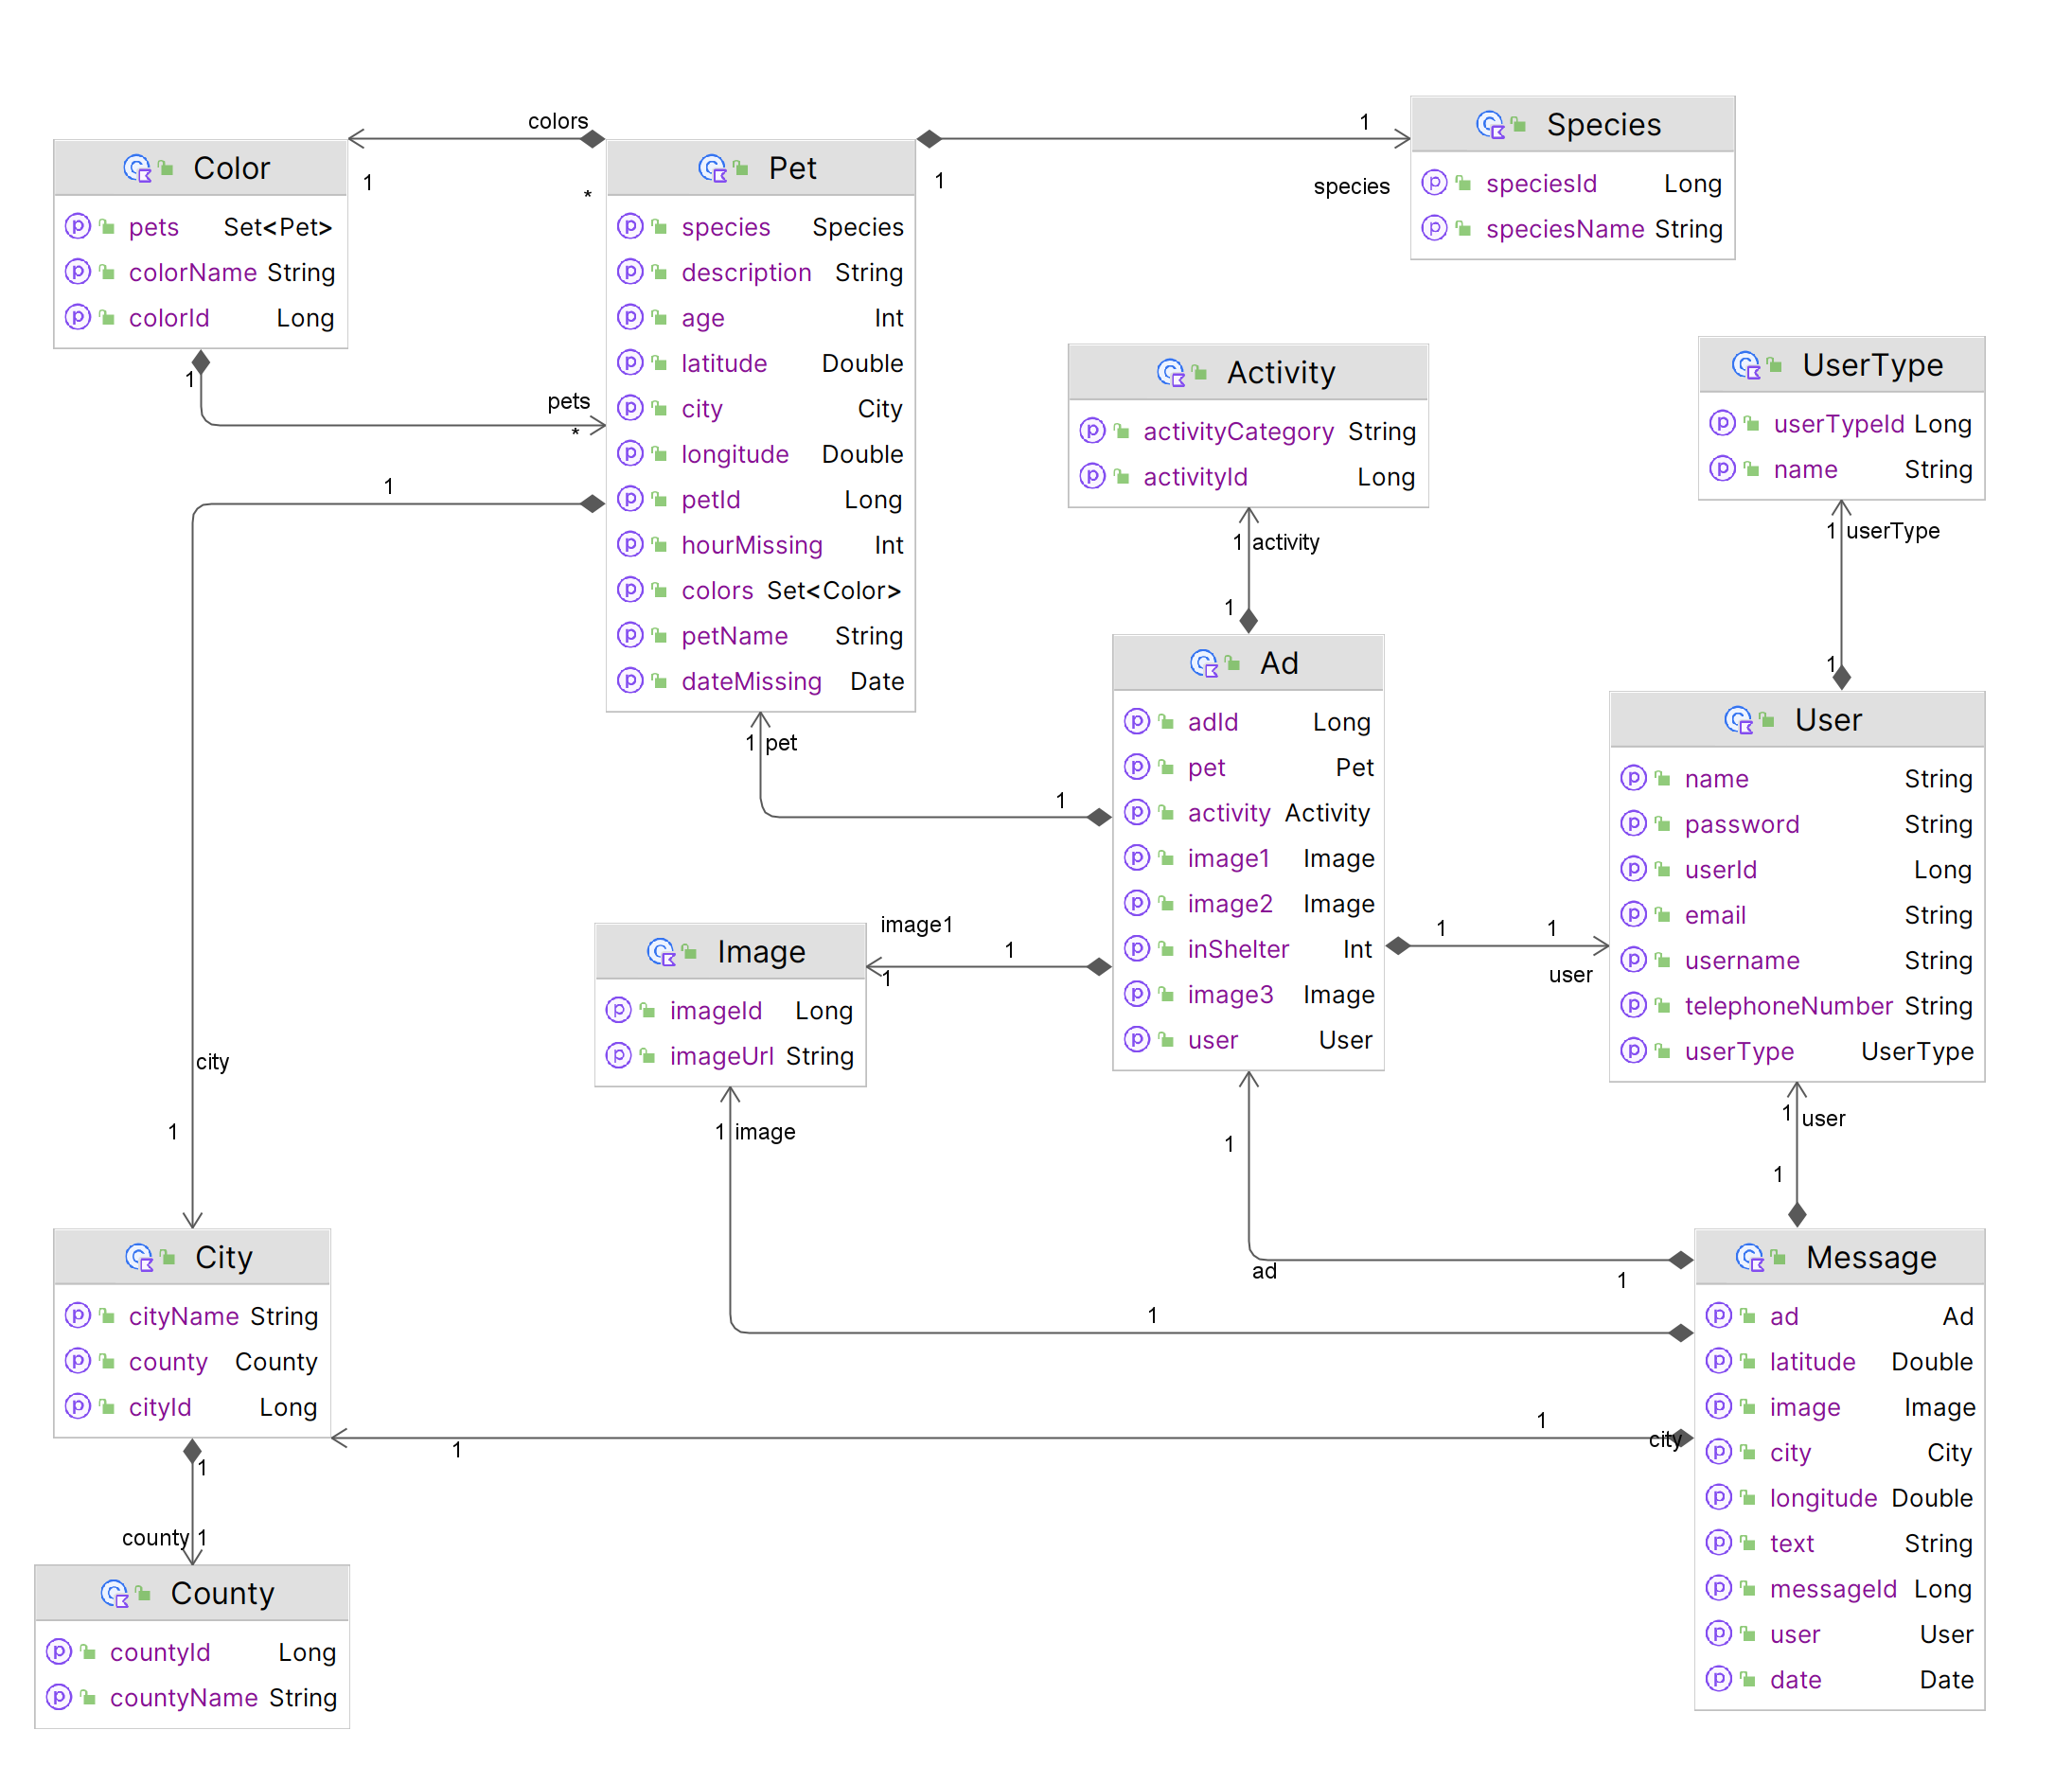 colors
1
*
Color
pets Set<Pet>
colorName String
colorId Long
Pet
species Species
description String
age Int
latitude Double
city City
longitude Double
petId Long
hourMissing Int
colors Set<Color>
petName String
dateMissing Date
1
1
species
Species
speciesId Long
speciesName String
1
pets
*
1
city
1
Activity
activityCategory String
activityId Long
1 activity
1
UserType
userTypeId Long
name String
1 userType
1
Ad
adId Long
pet Pet
activity Activity
image1 Image
image2 Image
inShelter Int
image3 Image
user User
1 pet
1
User
name String
password String
userId Long
email String
username String
telephoneNumber String
userType UserType
1
1
user
image1
1
1
Image
imageId Long
imageUrl String
1 image
1
1
ad
1
1 user
1
City
cityName String
county County
cityId Long
1
county 1
1
1
city
County
countyId Long
countyName String
Message
ad Ad
latitude Double
image Image
city City
longitude Double
text String
messageId Long
user User
date Date